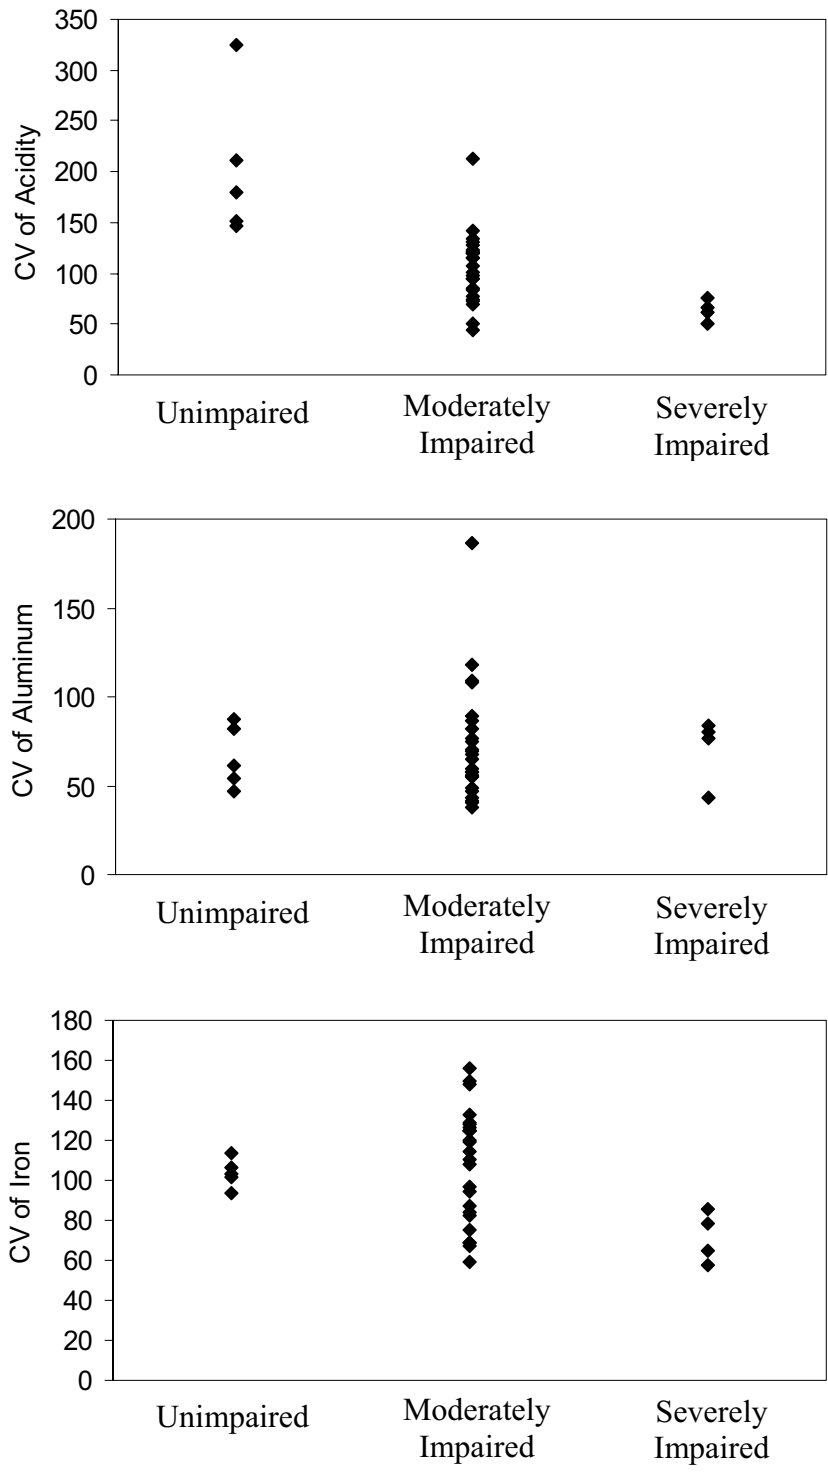 350
300
250
200
150
100
50
0
CV of Acidity
Unimpaired
Moderately
Impaired
Severely
Impaired
200
150
100
50
0
CV of Aluminum
Unimpaired
Moderately
Impaired
Severely
Impaired
180
160
140
120
100
80
60
40
20
0
CV of Iron
Unimpaired
Moderately
Impaired
Severely
Impaired